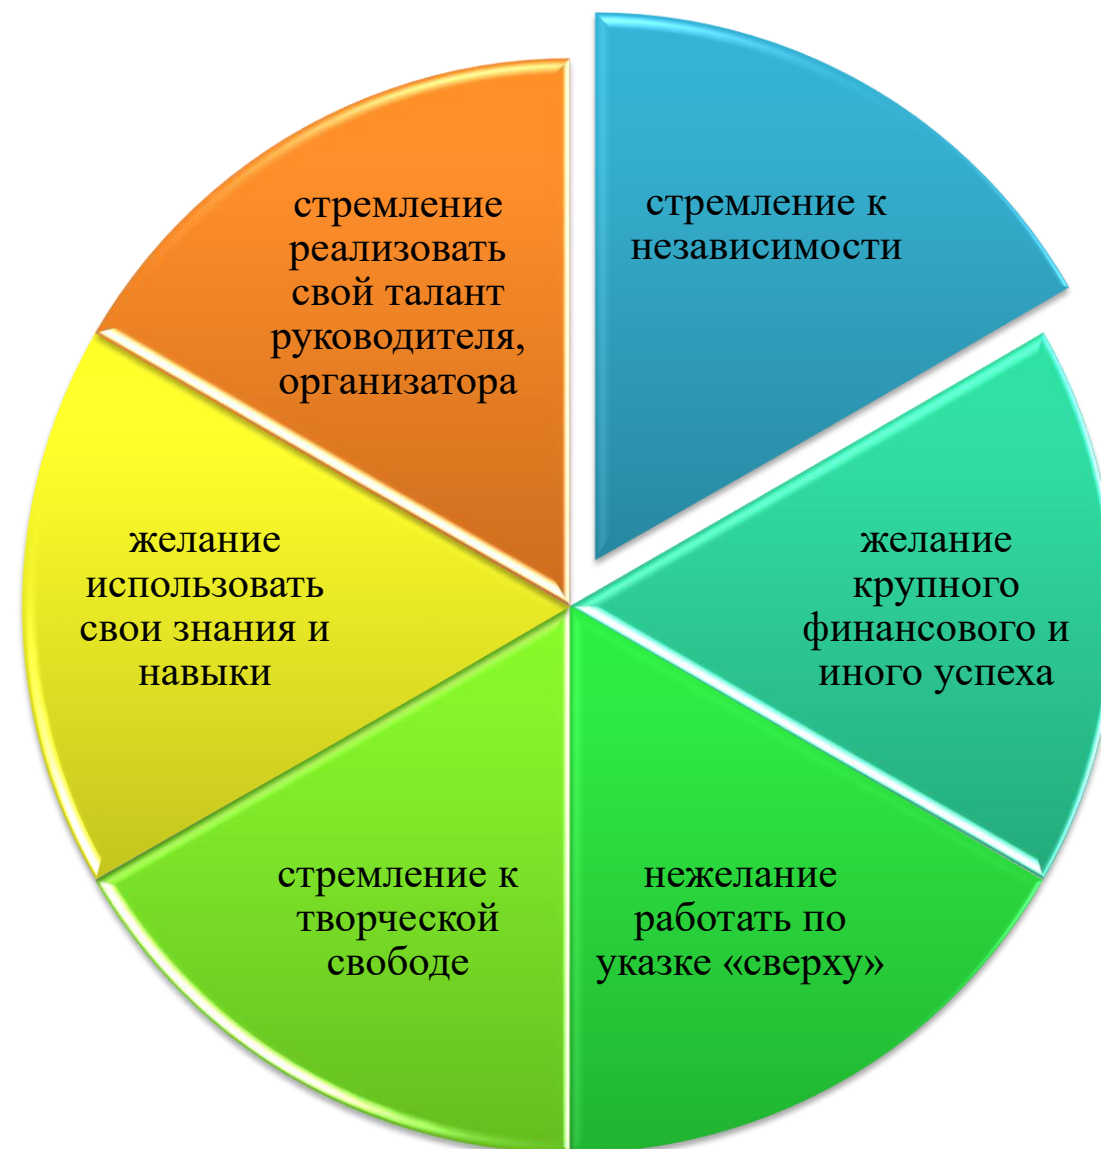 стремление к
независимости
желание
крупного
финансового и
иного успеха
нежелание
работать по
указке «сверху»
стремление к
творческой
свободе
желание
использовать
свои знания и
навыки
стремление
реализовать
свой талант
руководителя,
организатора